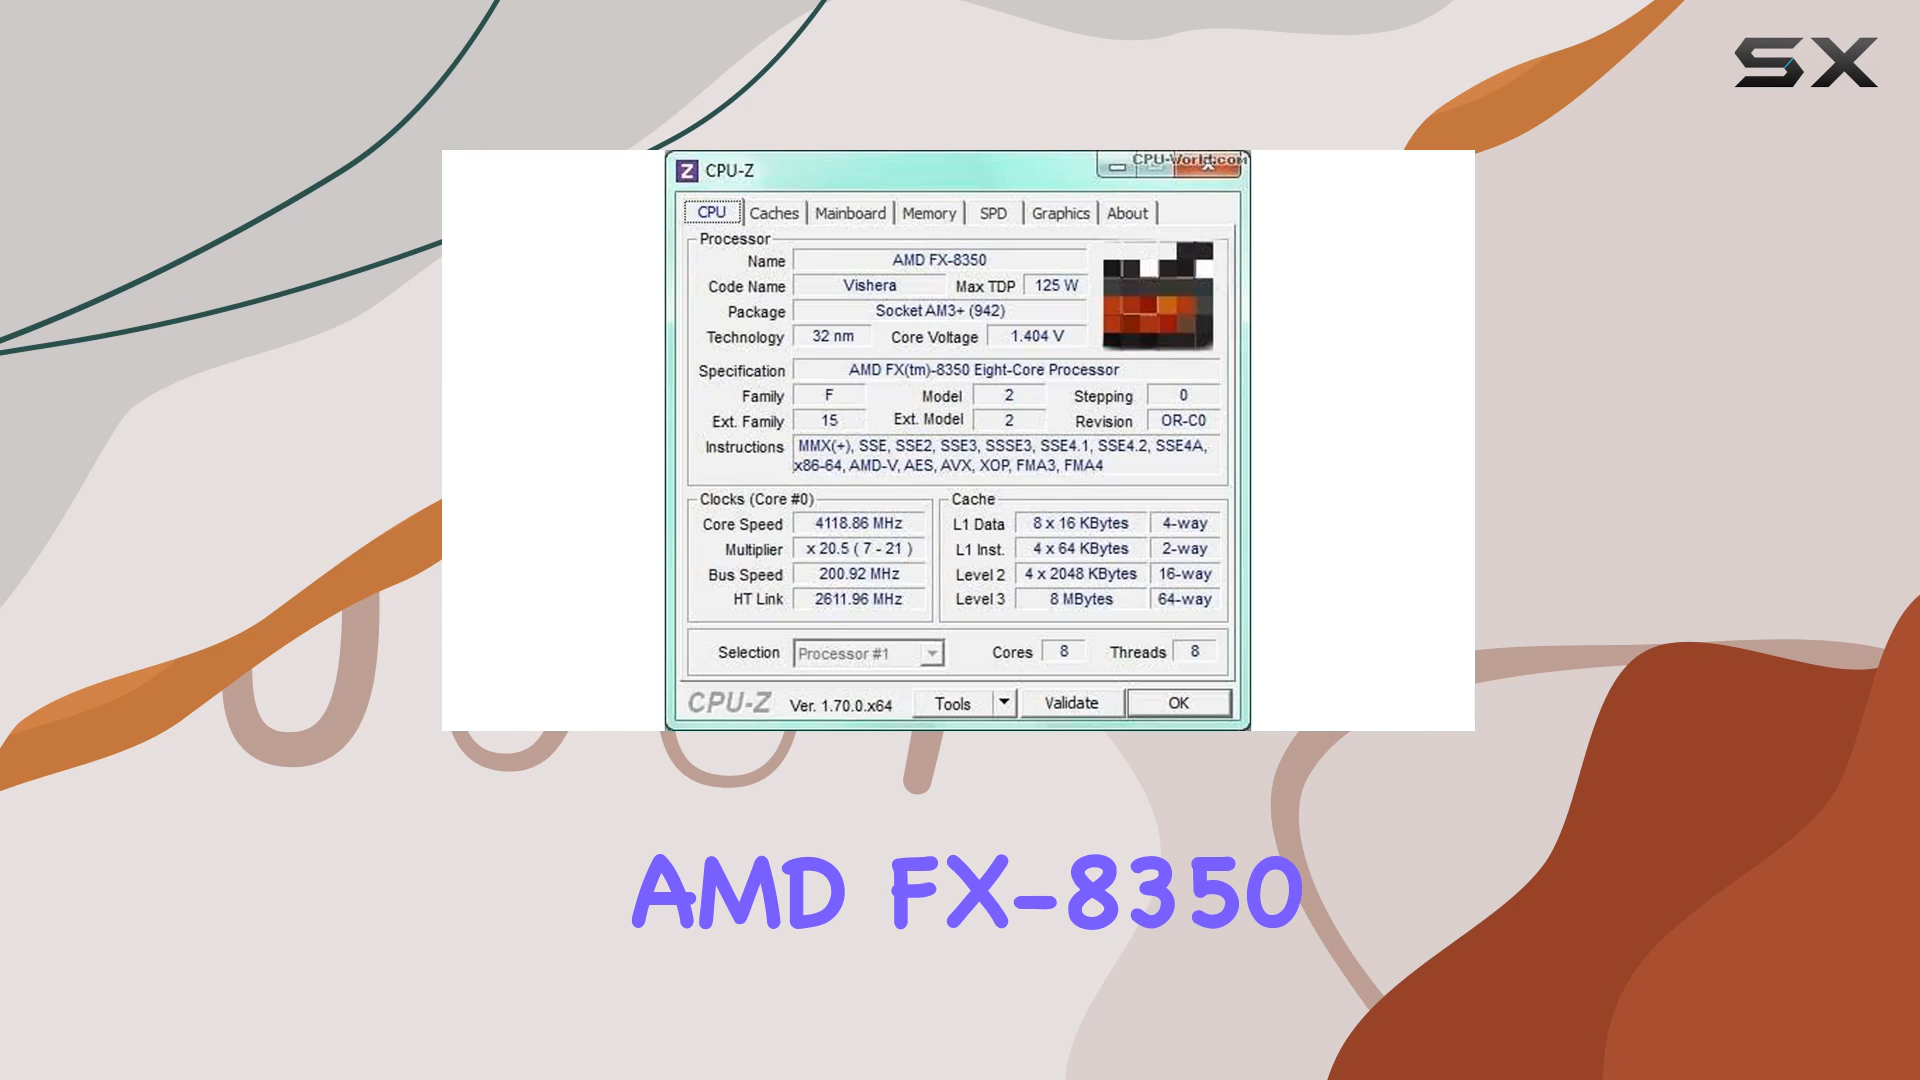 SX
CPU-World.com
Z CPU-Z
CPU Caches Mainboard Memory SPD Graphics About
Processor
Name AMD FX-8350
Code Name Vishera Max TDP 125 W
Package Socket AM3+ (942)
Technology 32 nm Core Voltage 1.404 V
Specification AMD FX(tm)-8350 Eight-Core Processor
Family F Model 2 Stepping 0
Ext. Family 15 Ext. Model 2 Revision OR-C0
Instructions MMX(+), SSE, SSE2, SSE3, SSSE3, SSE4.1, SSE4.2, SSE4A,
x86-64, AMD-V, AES, AVX, XOP, FMA3, FMA4
Clocks (Core #0) Cache
Core Speed 4118.86 MHz L1 Data 8 x 16 KBytes 4-way
Multiplier x 20.5 ( 7 - 21 ) L1 Inst. 4 x 64 KBytes 2-way
Bus Speed 200.92 MHz Level 2 4 x 2048 KBytes 16-way
HT Link 2611.96 MHz Level 3 8 MBytes 64-way
Selection Processor #1 Cores 8 Threads 8
CPU-Z Ver. 1.70.0.x64 Tools Validate OK
AMD FX-8350